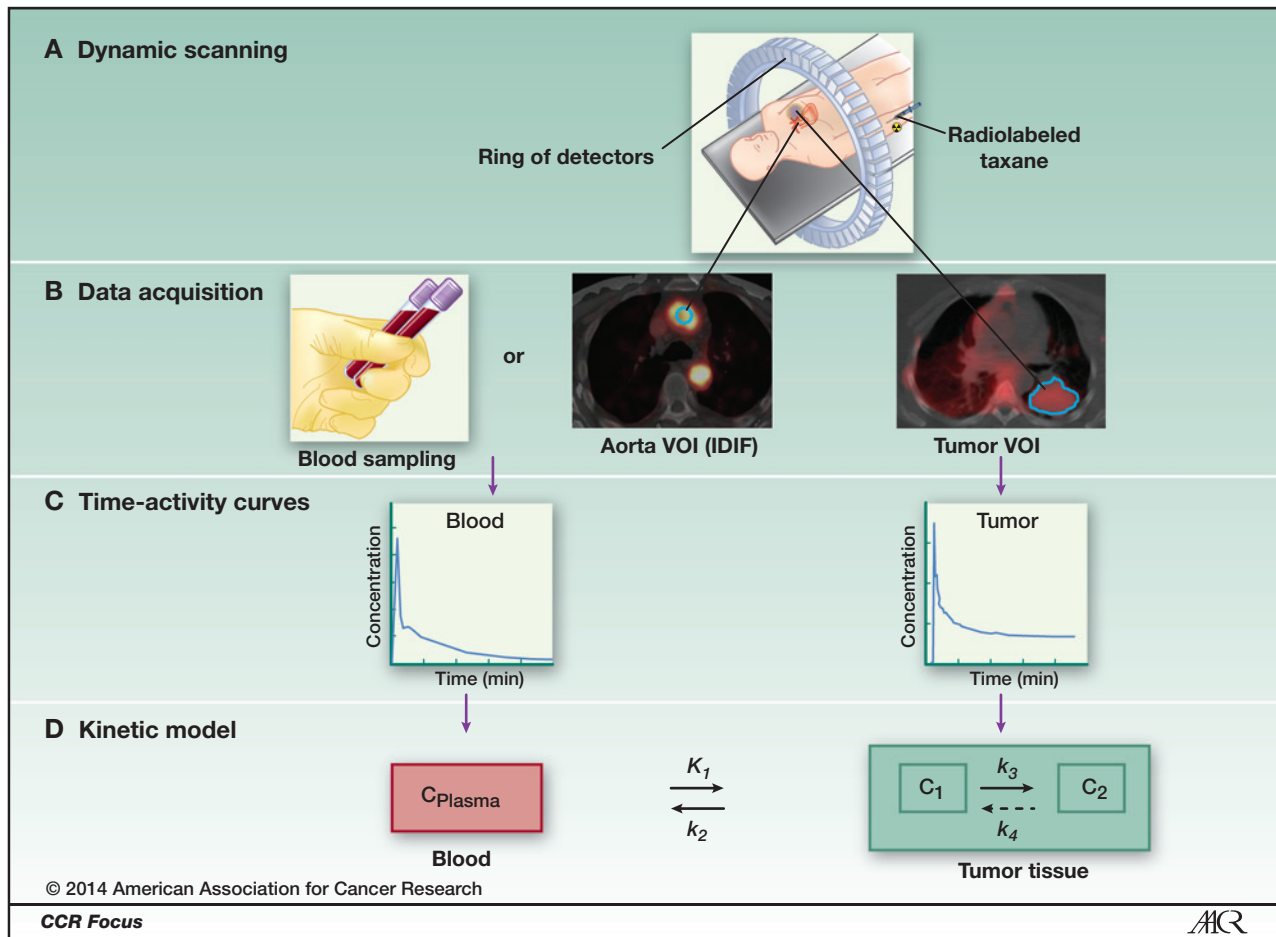 A Dynamic scanning
Ring of detectors
Radiolabeled
taxane
B Data acquisition
or
Blood sampling
Aorta VOI (IDIF)
Tumor VOI
C Time-activity curves
Blood
Concentration
Time (min)
Tumor
Concentration
Time (min)
D Kinetic model
CPlasma
Blood
K1
k2
C1
k3
k4
C2
Tumor tissue
© 2014 American Association for Cancer Research
CCR Focus
AACR